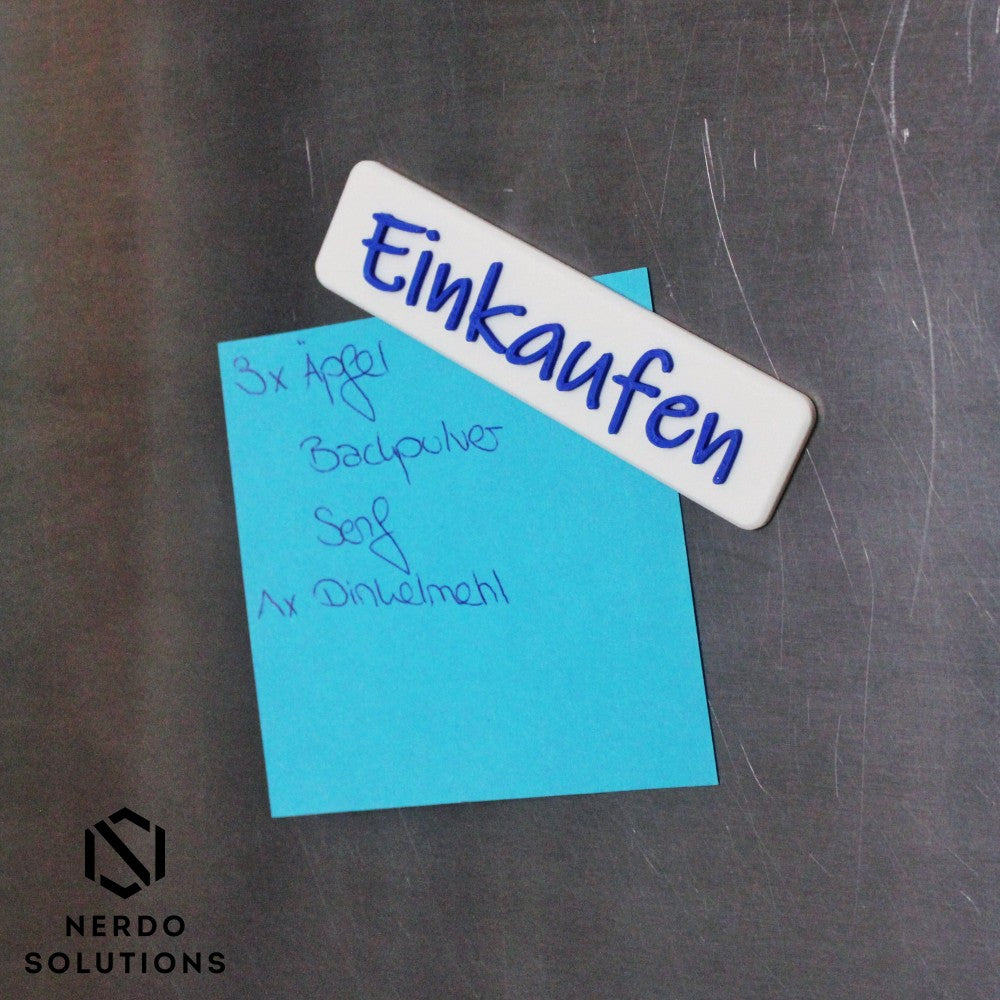 Einkaufen
3x Äpfel
Backpulver
Senf
1x Dinkelmehl
NERDO
SOLUTIONS